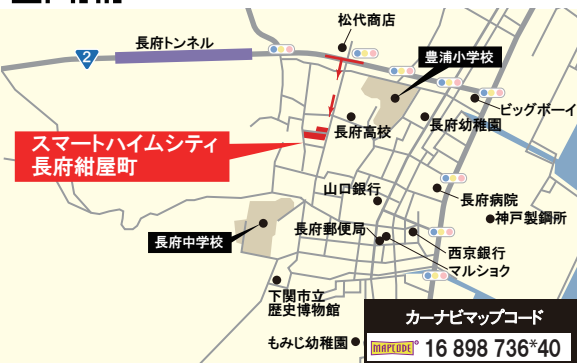 松代商店
長府トンネル
2
豊浦小学校
ビッグボーイ
長府高校
長府幼稚園
スマートハイムシティ
長府紺屋町
山口銀行
長府病院
神戸製鋼所
長府郵便局
長府中学校
西京銀行
マルショク
下関市立
歴史博物館
もみじ幼稚園
カーナビマップコード
MAPCODE® 16 898 736*40